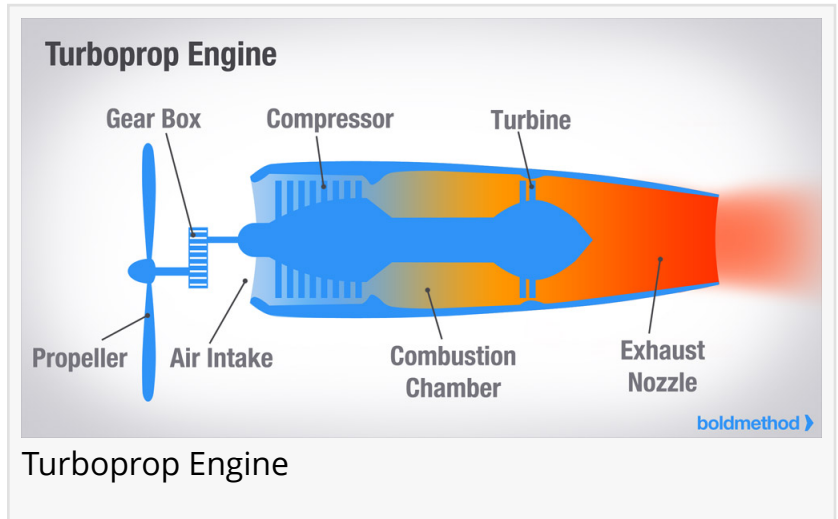 Turboprop Engine
Gear Box
Compressor
Turbine
Propeller
Air Intake
Combustion
Chamber
Exhaust
Nozzle
boldmethod
Turboprop Engine